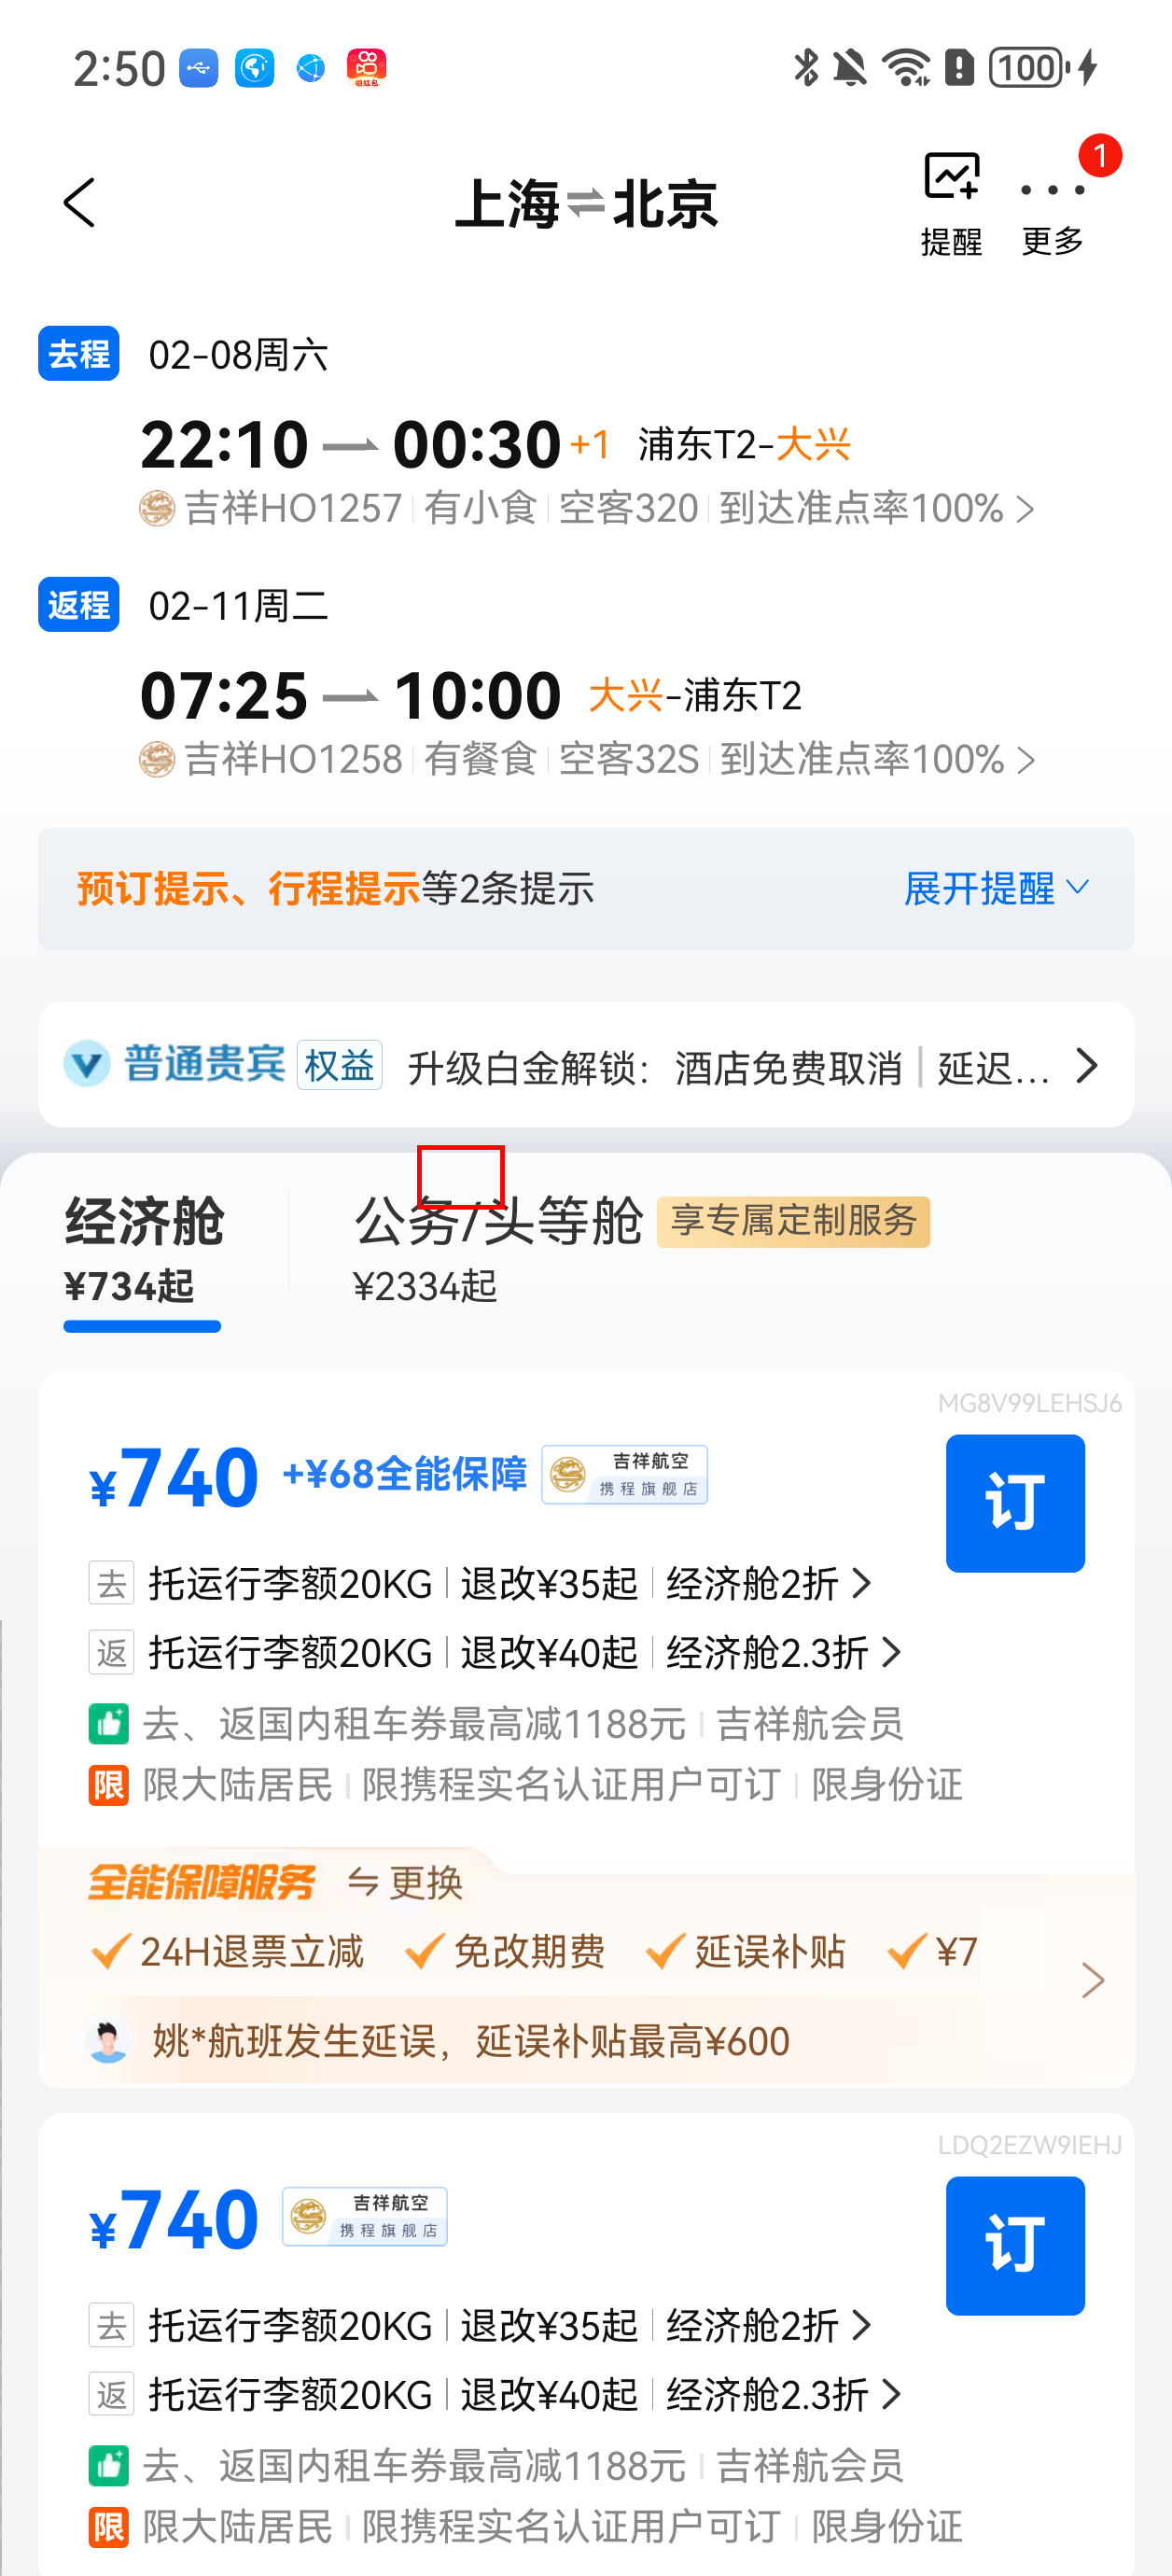 2:50
领红包
100
1
上海⇌北京
提醒 更多
去程 02-08周六
22:10 00:30 +1 浦东T2-大兴
吉祥HO1257 有小食 空客320 到达准点率100%
返程 02-11周二
07:25 10:00 大兴-浦东T2
吉祥HO1258 有餐食 空客32S 到达准点率100%
预订提示、行程提示等2条提示 展开提醒
普通贵宾 权益 升级白金解锁：酒店免费取消 延迟...
经济舱 公务/头等舱 享专属定制服务
¥734起 ¥2334起
MG8V99LEHSJ6
¥740 +¥68全能保障 吉祥航空 携程旗舰店
订
去 托运行李额20KG 退改¥35起 经济舱2折
返 托运行李额20KG 退改¥40起 经济舱2.3折
去、返国内租车券最高减1188元 吉祥航会员
限 限大陆居民 限携程实名认证用户可订 限身份证
全能保障服务 更换
24H退票立减 免改期费 延误补贴 ¥7
姚*航班发生延误，延误补贴最高¥600
LDQ2EZW9IEHJ
¥740 吉祥航空 携程旗舰店
订
去 托运行李额20KG 退改¥35起 经济舱2折
返 托运行李额20KG 退改¥40起 经济舱2.3折
去、返国内租车券最高减1188元 吉祥航会员
限 限大陆居民 限携程实名认证用户可订 限身份证